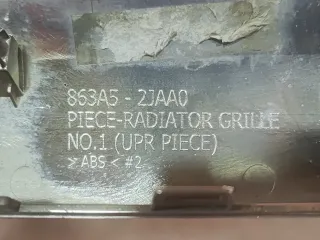 863A5 - 2JAA0
PIECE-RADIATOR GRILLE
NO.1 (UPR PIECE)
>ABS< #2